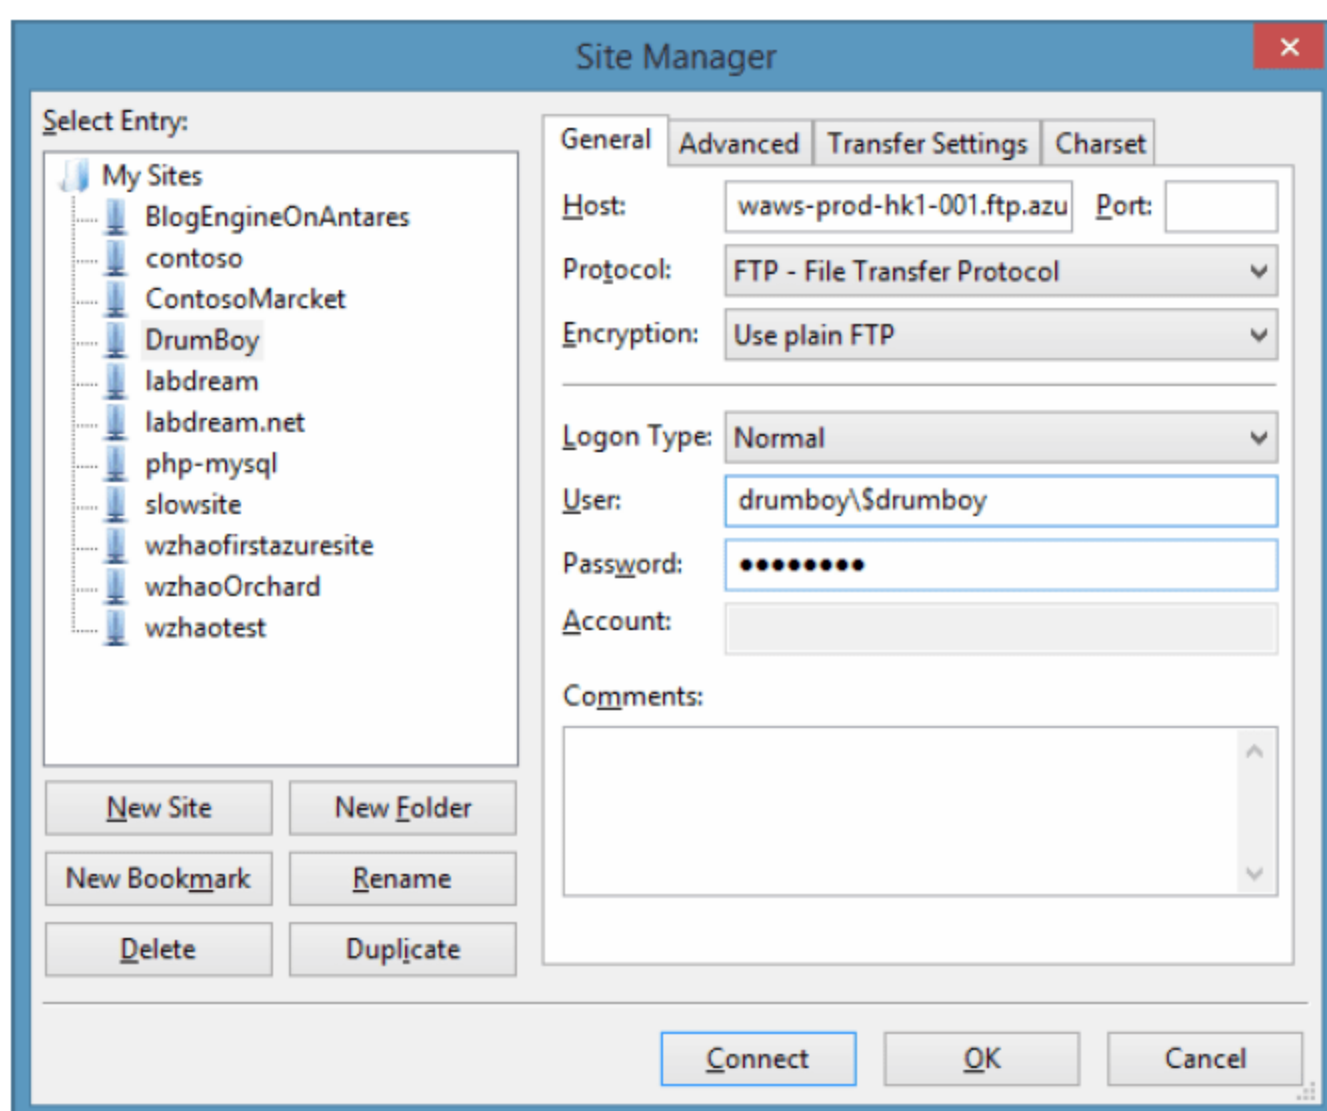 Site Manager
Select Entry:
My Sites
BlogEngineOnAntares
contoso
ContosoMarcket
DrumBoy
labdream
labdream.net
php-mysql
slowsite
wzhaofirstazuresite
wzhaoOrchard
wzhaotest
New Site New Folder
New Bookmark Rename
Delete Duplicate
General Advanced Transfer Settings Charset
Host: waws-prod-hk1-001.ftp.azu Port:
Protocol: FTP - File Transfer Protocol
Encryption: Use plain FTP
Logon Type: Normal
User: drumboy\$drumboy
Password: ●●●●●●●●
Account:
Comments:
Connect OK Cancel